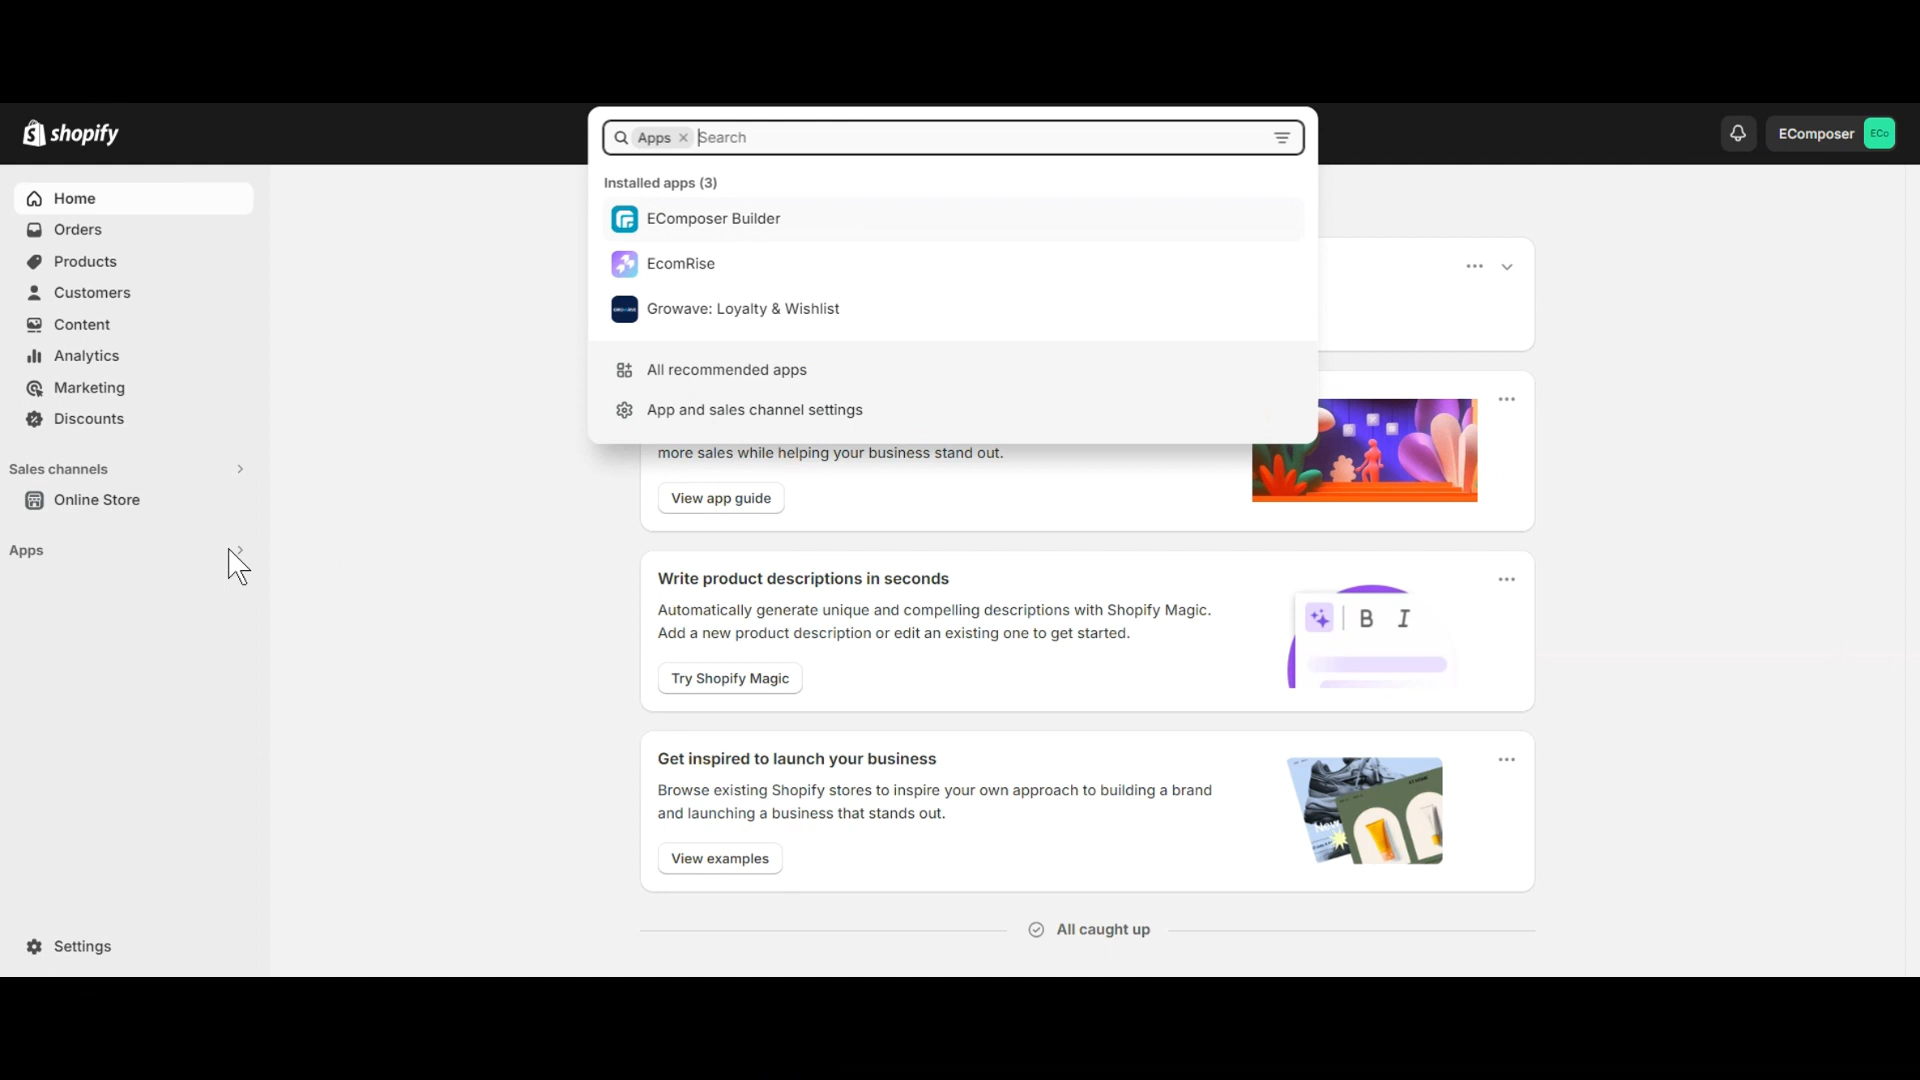 shopify
Apps
Search
EComposer
ECo
Home
Orders
Products
Customers
Content
Analytics
Marketing
Discounts
Sales channels
Online Store
Apps
Settings
Installed apps (3)
EComposer Builder
EcomRise
Growave: Loyalty & Wishlist
All recommended apps
App and sales channel settings
more sales while helping your business stand out.
View app guide
Write product descriptions in seconds
Automatically generate unique and compelling descriptions with Shopify Magic.
Add a new product description or edit an existing one to get started.
Try Shopify Magic
B I
Get inspired to launch your business
Browse existing Shopify stores to inspire your own approach to building a brand
and launching a business that stands out.
View examples
New
All caught up